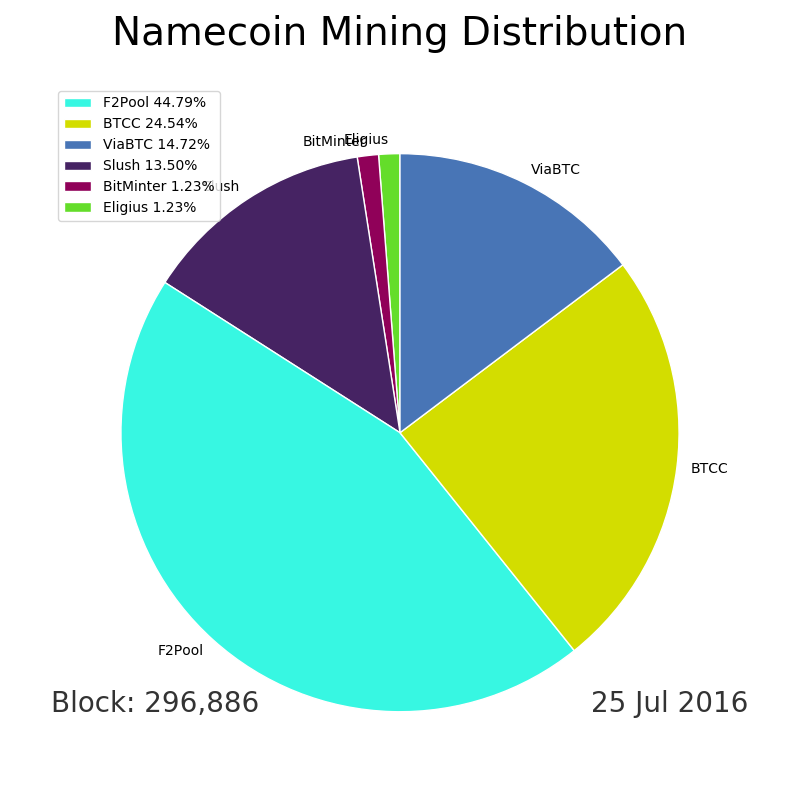 Namecoin Mining Distribution
F2Pool 44.79%
BTCC 24.54%
ViaBTC 14.72%
Slush 13.50%
BitMinter 1.23%
Eligius 1.23%
BitMinter
Eligius
ViaBTC
BTCC
F2Pool
Block: 296,886
25 Jul 2016